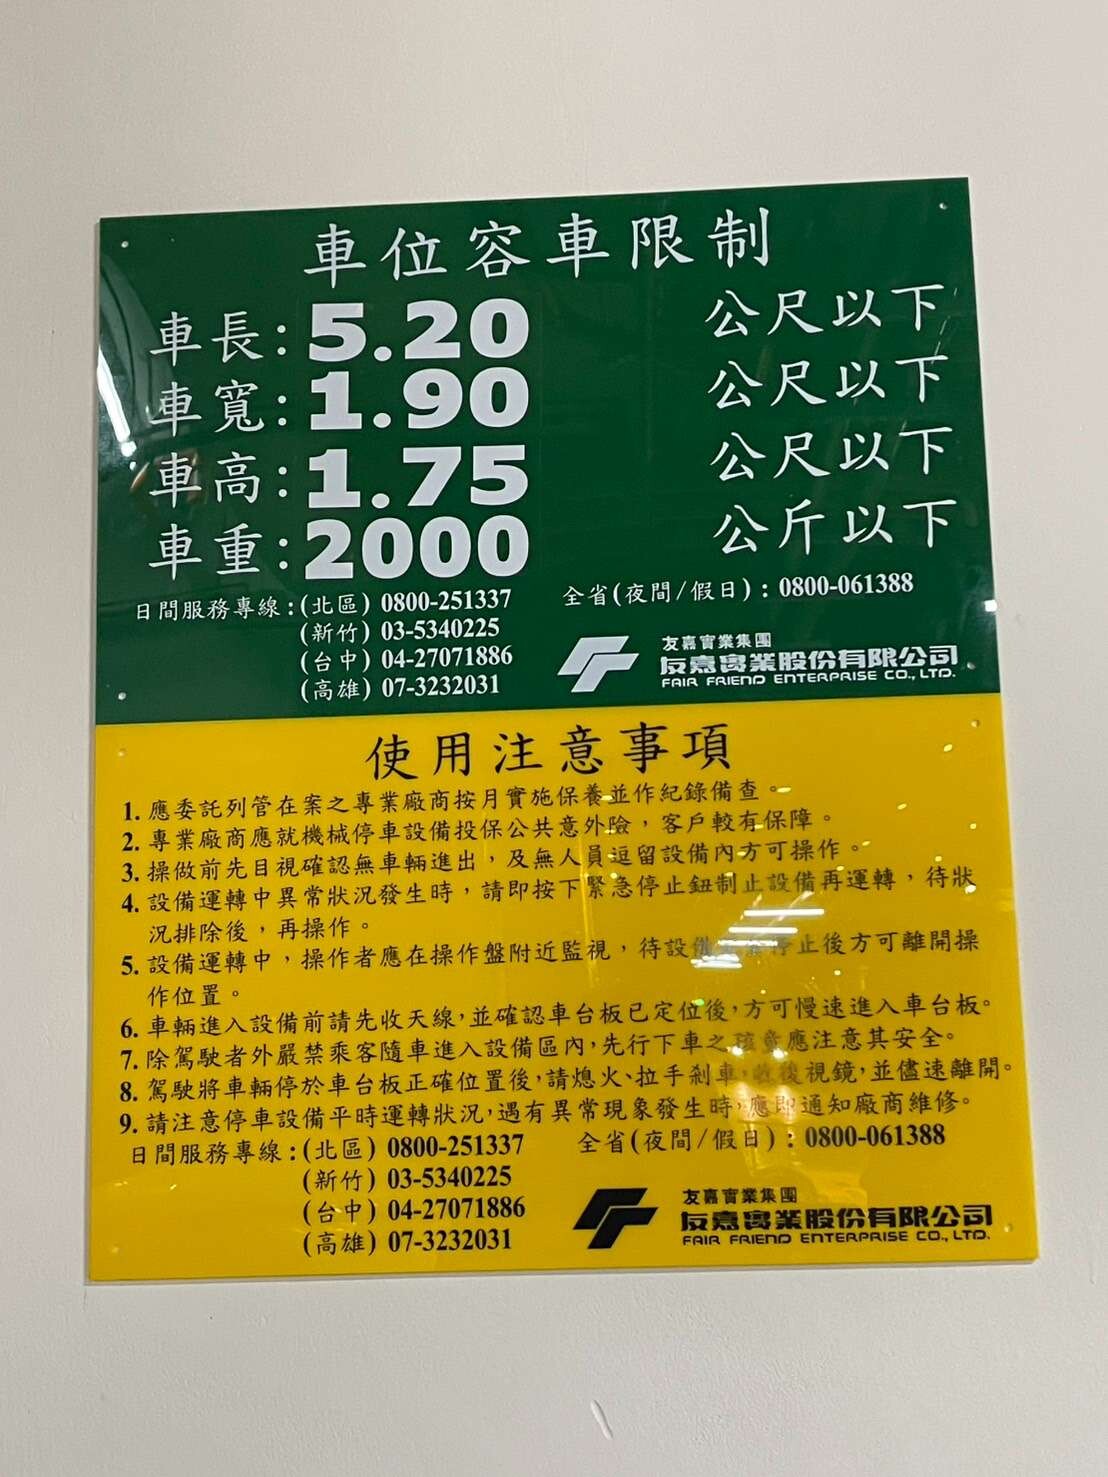 車位容車限制
車長:5.20 公尺以下
車寬:1.90 公尺以下
車高:1.75 公尺以下
車重:2000 公斤以下
日間服務專線:(北區) 0800-251337 全省(夜間/假日): 0800-061388
(新竹) 03-5340225
(台中) 04-27071886
(高雄) 07-3232031
友嘉實業集團
友嘉實業股份有限公司
FAIR FRIEND ENTERPRISE CO., LTD.
使用注意事項
1. 應委託列管在案之專業廠商按月實施保養並作紀錄備查。
2. 專業廠商應就機械停車設備投保公共意外險,客戶較有保障。
3. 操做前先目視確認無車輛進出,及無人員逗留設備內方可操作。
4. 設備運轉中異常狀況發生時,請即按下緊急停止鈕制止設備再運轉,待狀
況排除後,再操作。
5. 設備運轉中,操作者應在操作盤附近監視,待設備 停止後方可離開操
作位置。
6. 車輛進入設備前請先收天線,並確認車台板已定位後,方可慢速進入車台板。
7. 除駕駛者外嚴禁乘客隨車進入設備區內,先行下車之孩童應注意其安全。
8. 駕駛將車輛停於車台板正確位置後,請熄火、拉手剎車,收後視鏡,並儘速離開。
9. 請注意停車設備平時運轉狀況,遇有異常現象發生時,應即通知廠商維修。
日間服務專線:(北區) 0800-251337 全省(夜間/假日): 0800-061388
(新竹) 03-5340225
(台中) 04-27071886
(高雄) 07-3232031
友嘉實業集團
友嘉實業股份有限公司
FAIR FRIEND ENTERPRISE CO., LTD.